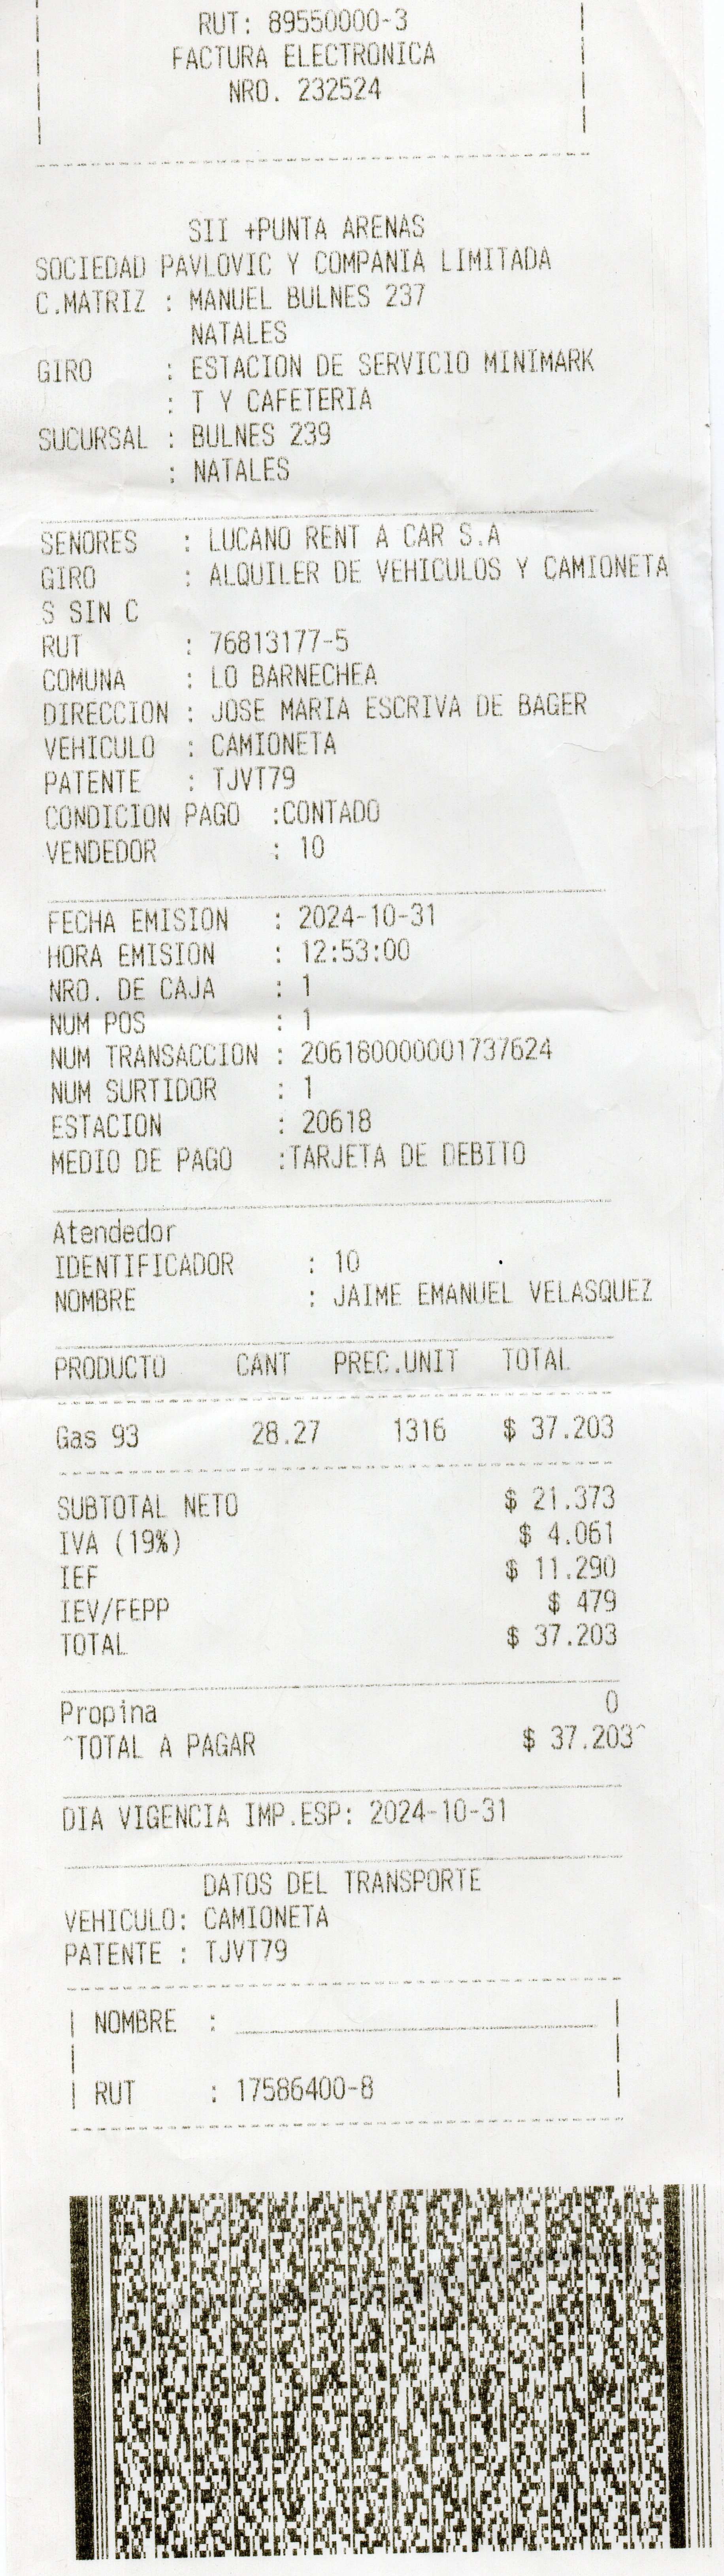 RUT: 89550000-3
FACTURA ELECTRONICA
NRO. 232524
SII +PUNTA ARENAS
SOCIEDAD PAVLOVIC Y COMPANIA LIMITADA
C.MATRIZ : MANUEL BULNES 237
NATALES
GIRO : ESTACION DE SERVICIO MINIMARK
: T Y CAFETERIA
SUCURSAL : BULNES 239
: NATALES
SENORES : LUCANO RENT A CAR S.A
GIRO : ALQUILER DE VEHICULOS Y CAMIONETA
S SIN C
RUT : 76813177-5
COMUNA : LO BARNECHEA
DIRECCION : JOSE MARIA ESCRIVA DE BAGER
VEHICULO : CAMIONETA
PATENTE : TJVT79
CONDICION PAGO :CONTADO
VENDEDOR : 10
FECHA EMISION : 2024-10-31
HORA EMISION : 12:53:00
NRO. DE CAJA : 1
NUM POS : 1
NUM TRANSACCION : 2061800000001737624
NUM SURTIDOR : 1
ESTACION : 20618
MEDIO DE PAGO :TARJETA DE DEBITO
Atendedor
IDENTIFICADOR : 10
NOMBRE : JAIME EMANUEL VELASQUEZ
PRODUCTO CANT PREC.UNIT TOTAL
Gas 93 28.27 1316 $ 37.203
SUBTOTAL NETO $ 21.373
IVA (19%) $ 4.061
IEF $ 11.290
IEV/FEPP $ 479
TOTAL $ 37.203
Propina 0
^TOTAL A PAGAR $ 37.203^
DIA VIGENCIA IMP.ESP: 2024-10-31
DATOS DEL TRANSPORTE
VEHICULO: CAMIONETA
PATENTE : TJVT79
NOMBRE :
RUT : 17586400-8